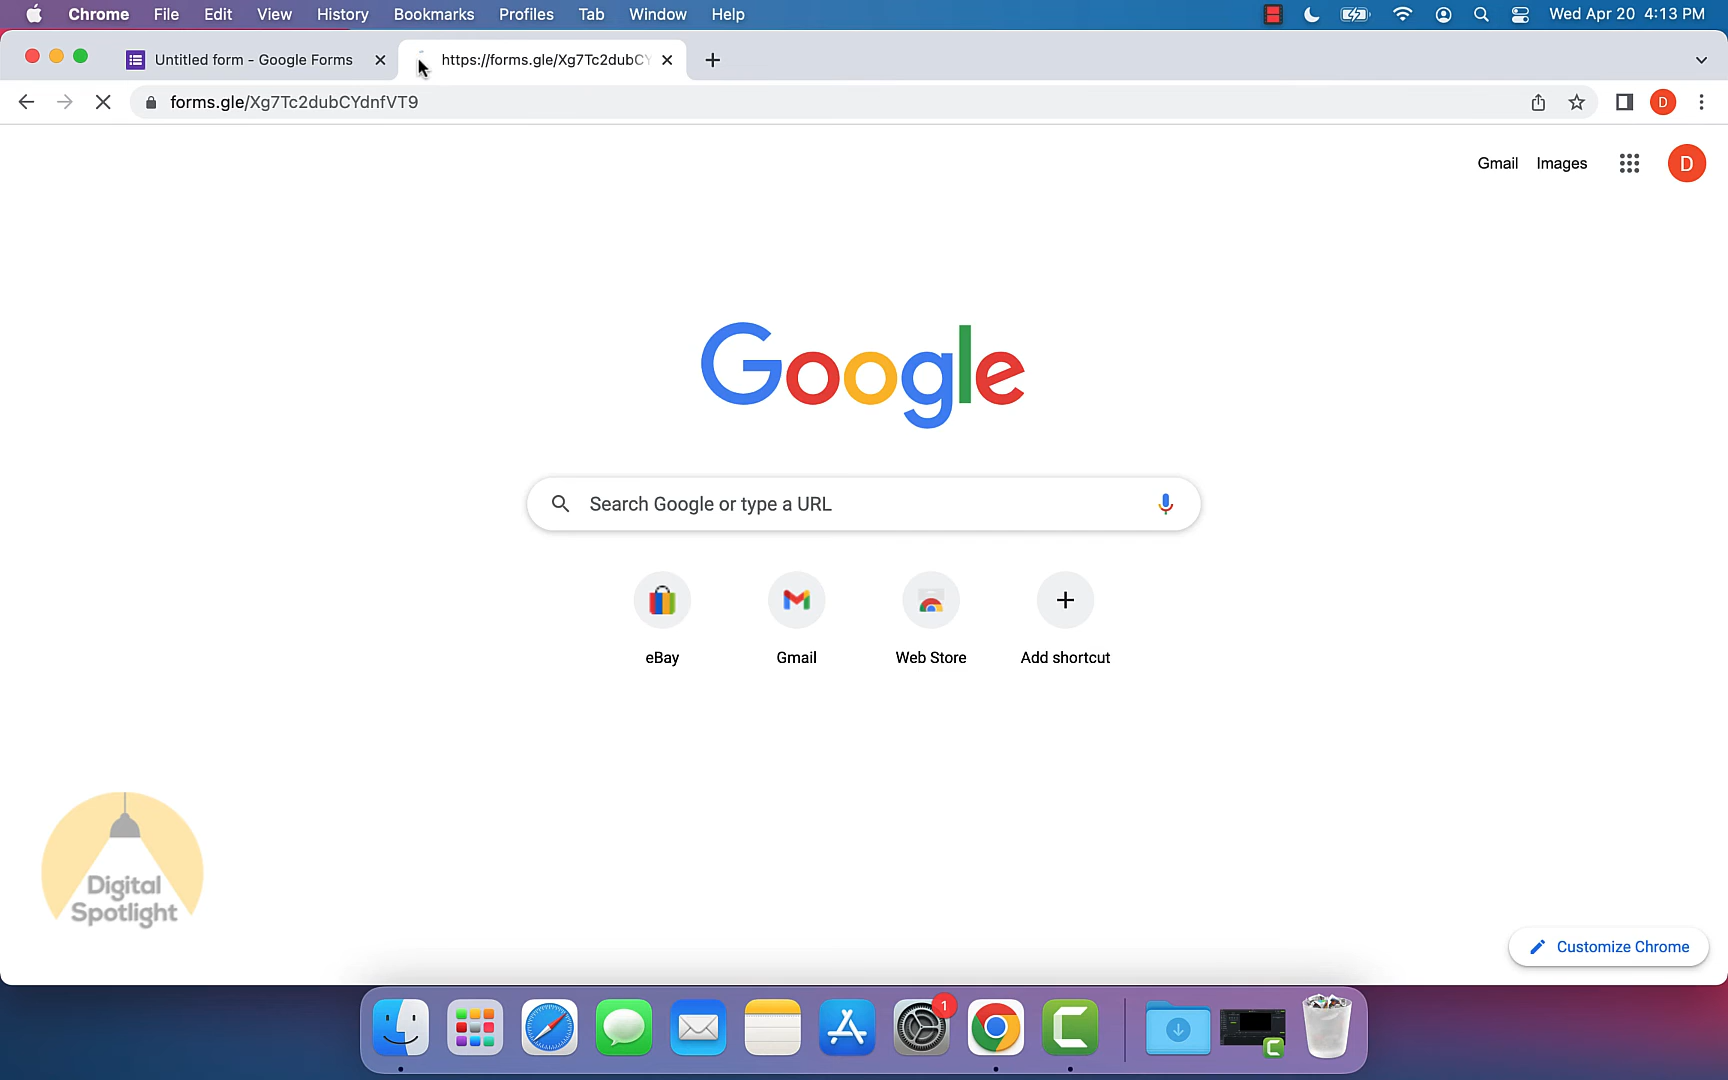 Chrome File Edit View History Bookmarks Profiles Tab Window Help Wed Apr 20 4:13 PM
Untitled form - Google Forms https://forms.gle/Xg7Tc2dubCY
forms.gle/Xg7Tc2dubCYdnfVT9 D
Gmail Images D
Google
Search Google or type a URL
eBay Gmail Web Store Add shortcut
Digital
Spotlight
Customize Chrome
1